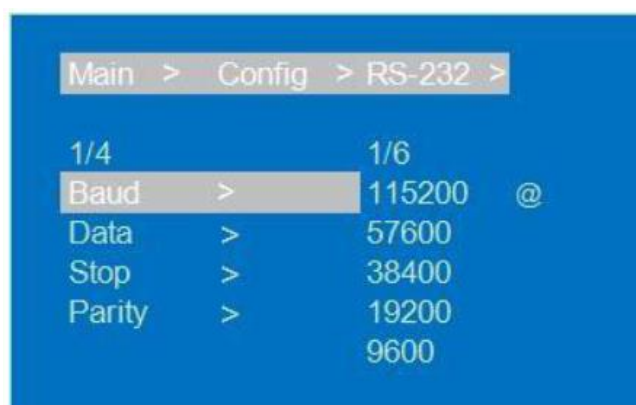 Main > Config > RS-232 >
1/4 1/6
Baud > 115200 @
Data > 57600
Stop > 38400
Parity > 19200
9600